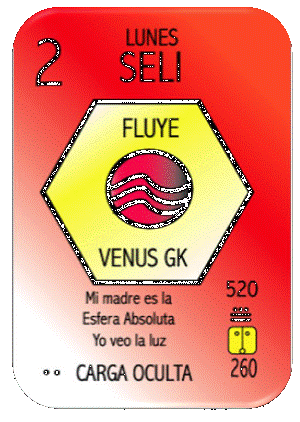 2
LUNES
SELI
FLUYE
VENUS GK
Mi madre es la
Esfera Absoluta
Yo veo la luz
520
260
CARGA OCULTA